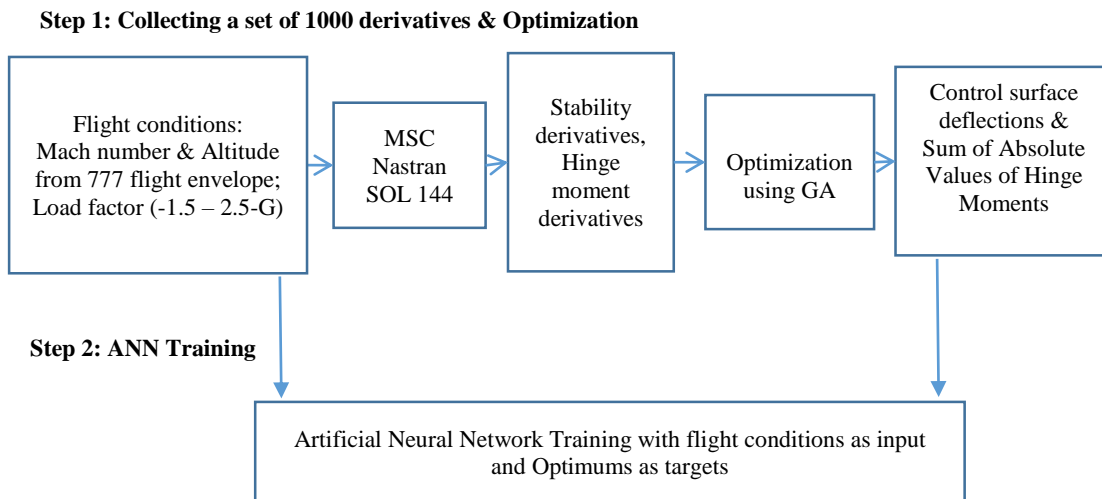 Step 1: Collecting a set of 1000 derivatives & Optimization
Flight conditions:
Mach number & Altitude
from 777 flight envelope;
Load factor (-1.5 – 2.5-G)
MSC
Nastran
SOL 144
Stability
derivatives,
Hinge
moment
derivatives
Optimization
using GA
Control surface
deflections &
Sum of Absolute
Values of Hinge
Moments
Step 2: ANN Training
Artificial Neural Network Training with flight conditions as input
and Optimums as targets